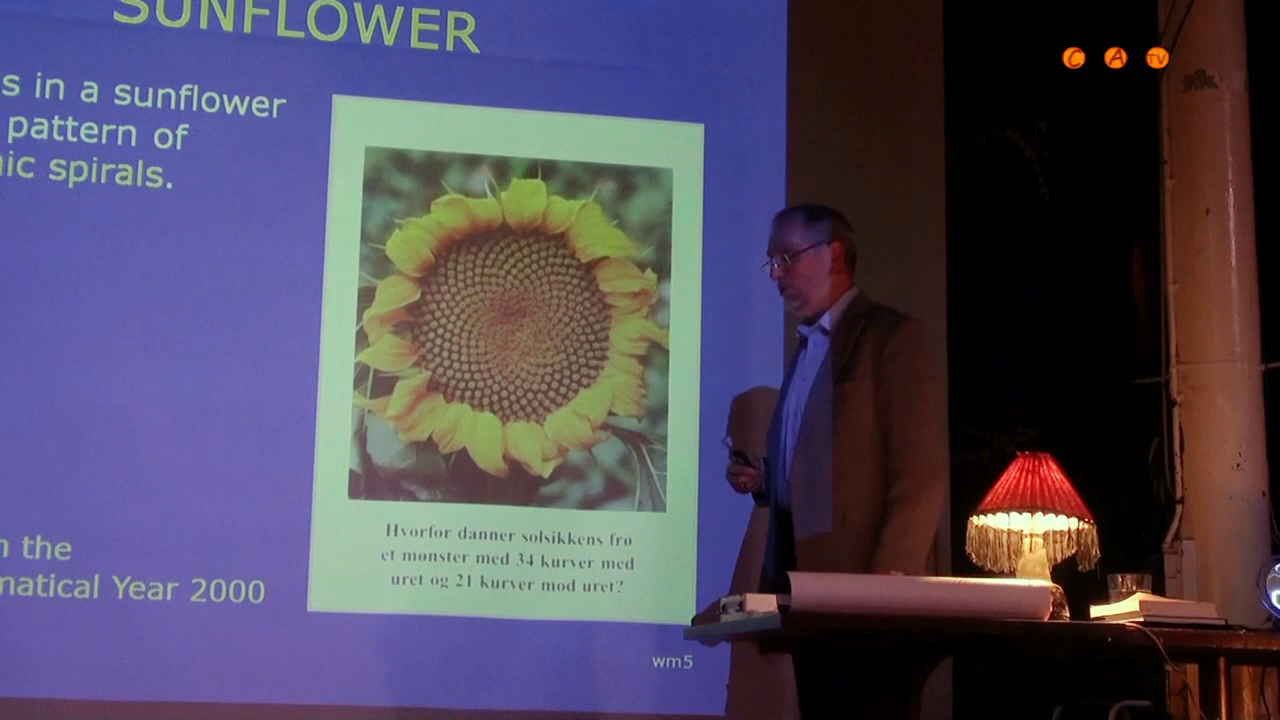 SUNFLOWER
s in a sunflower
pattern of
ic spirals.
Hvorfor danner solsikkens frø
et mønster med 34 kurver med
uret og 21 kurver mod uret?
the
matical Year 2000
wm5
C A TV